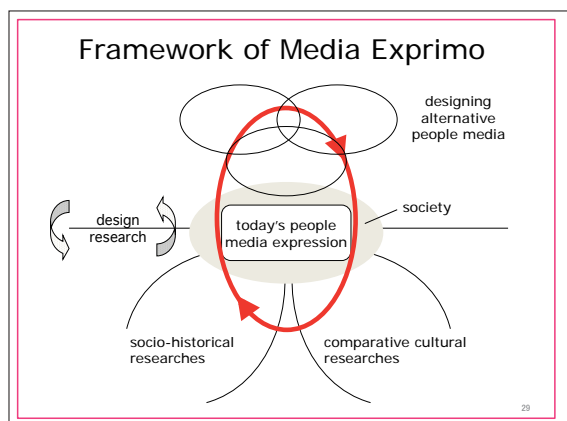 Framework of Media Exprimo
designing
alternative
people media
society
design
research
today's people
media expression
socio-historical
researches
comparative cultural
researches
29